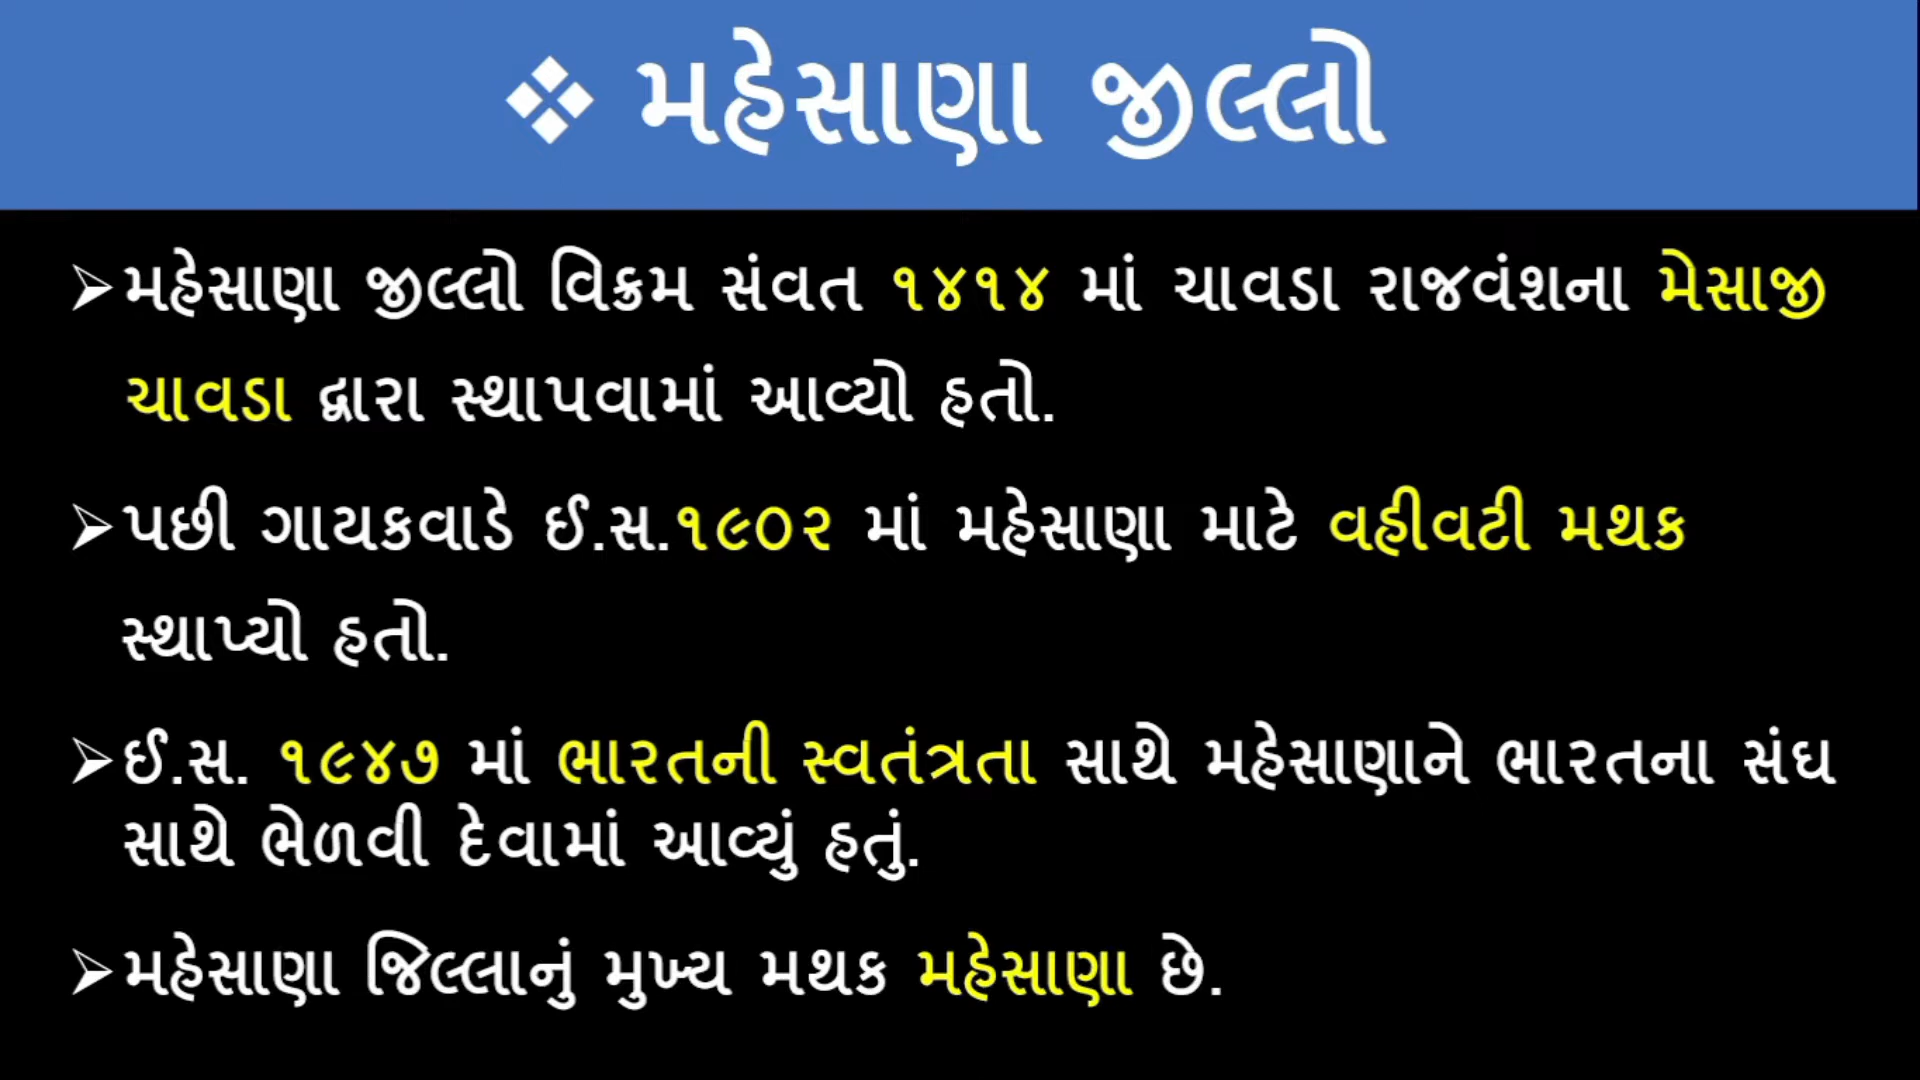 ❖ મહેસાણા જીલ્લો
➢મહેસાણા જીલ્લો વિક્રમ સંવત ૧૪૧૪ માં ચાવડા રાજવંશના મેસાજી
ચાવડા દ્વારા સ્થાપવામાં આવ્યો હતો.
➢પછી ગાયકવાડે ઈ.સ.૧૯૦૨ માં મહેસાણા માટે વહીવટી મથક
સ્થાપ્યો હતો.
➢ઈ.સ. ૧૯૪૭ માં ભારતની સ્વતંત્રતા સાથે મહેસાણાને ભારતના સંઘ
સાથે ભેળવી દેવામાં આવ્યું હતું.
➢મહેસાણા જિલ્લાનું મુખ્ય મથક મહેસાણા છે.